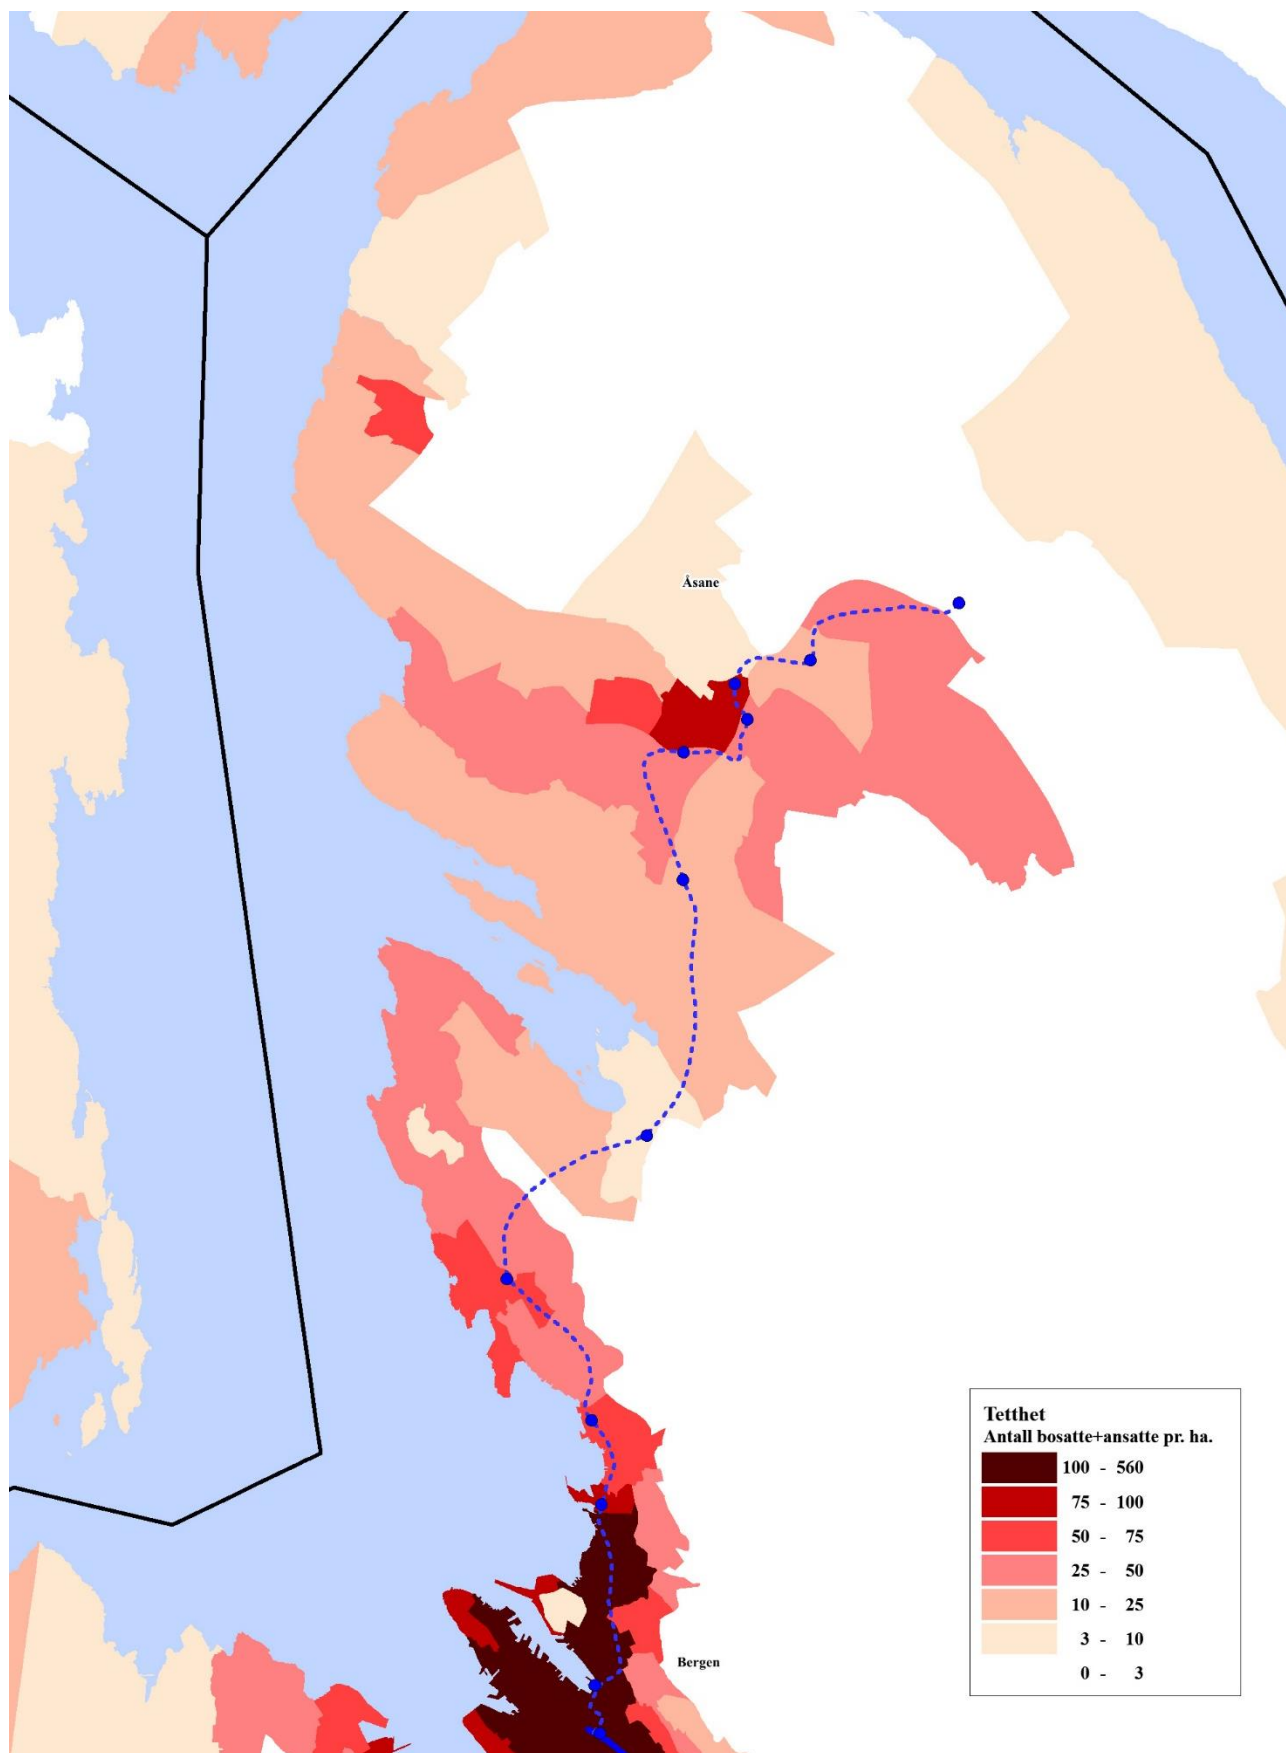 Åsane
Tetthet
Antall bosatte+ansatte pr. ha.
100 - 560
75 - 100
50 - 75
25 - 50
10 - 25
3 - 10
0 - 3
Bergen